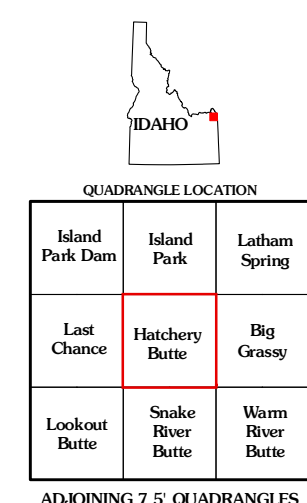 IDAHO
QUADRANGLE LOCATION
Island
Park Dam
Island
Park
Latham
Spring
Last
Chance
Hatchery
Butte
Big
Grassy
Lookout
Butte
Snake
River
Butte
Warm
River
Butte
ADJOINING 7.5' QUADRANGLES